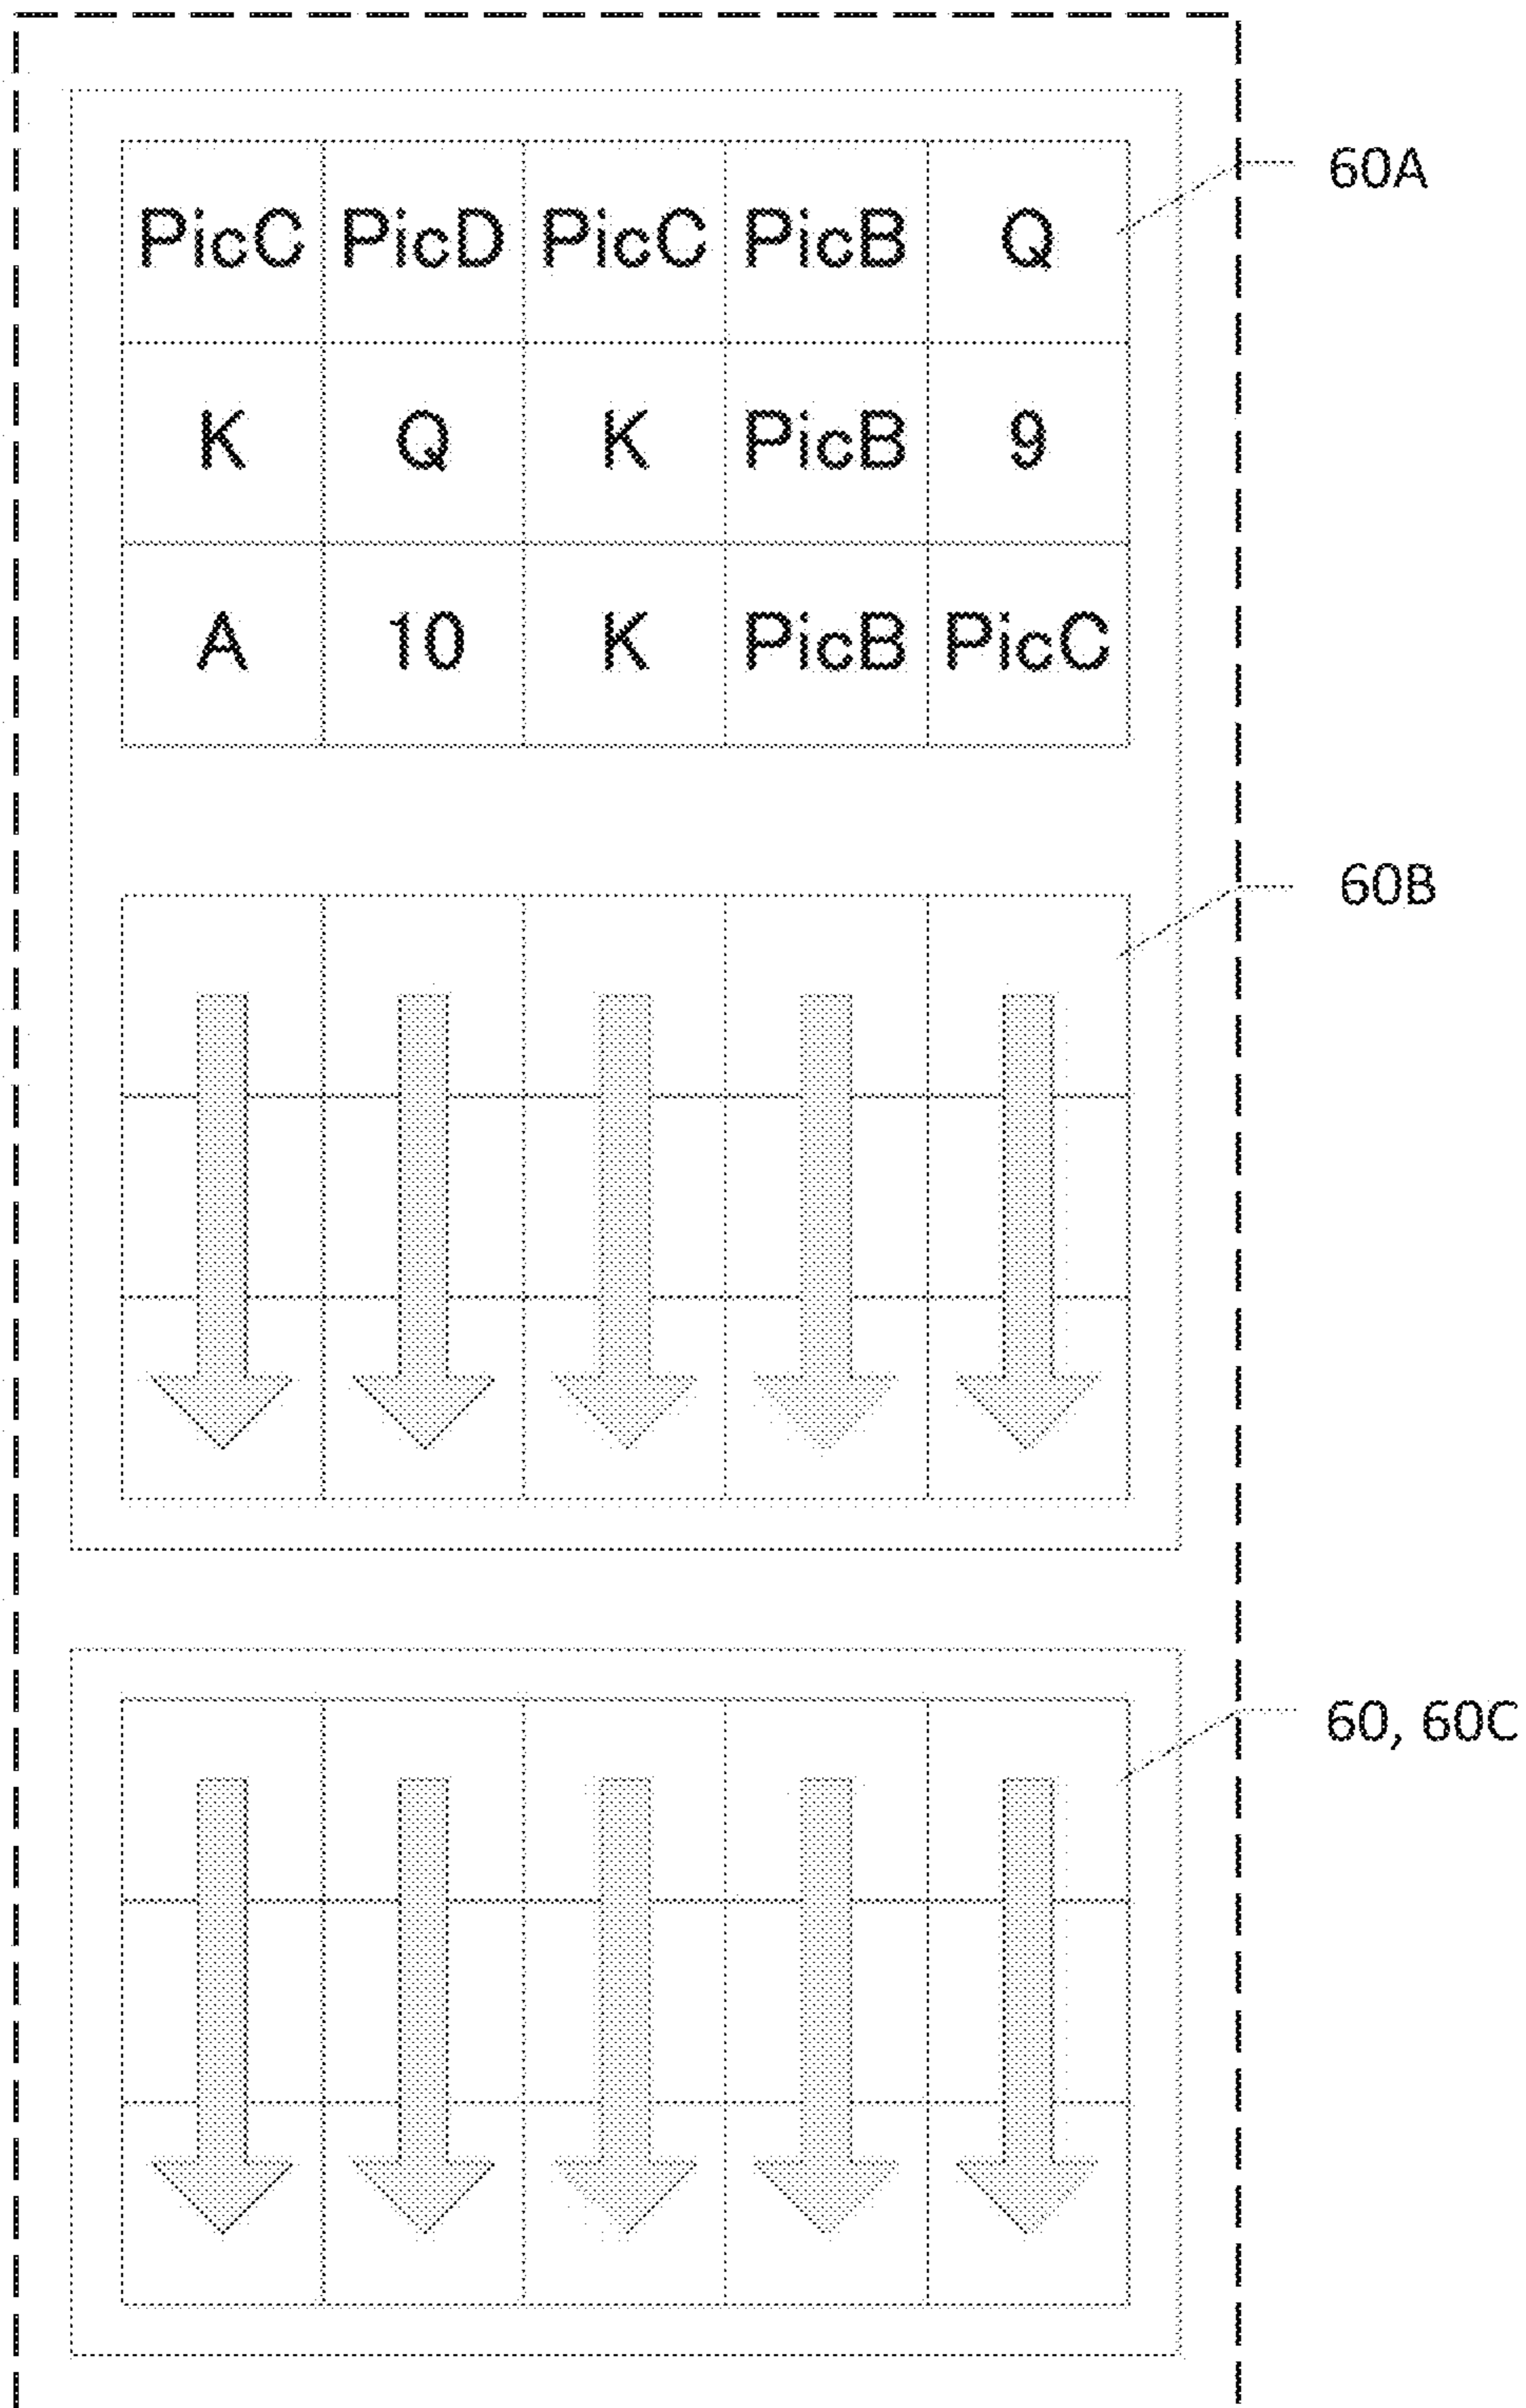 PicC PicD PicC PicB Q 60A
K Q K PicB 9
A 10 K PicB PicC
60B
60, 60C